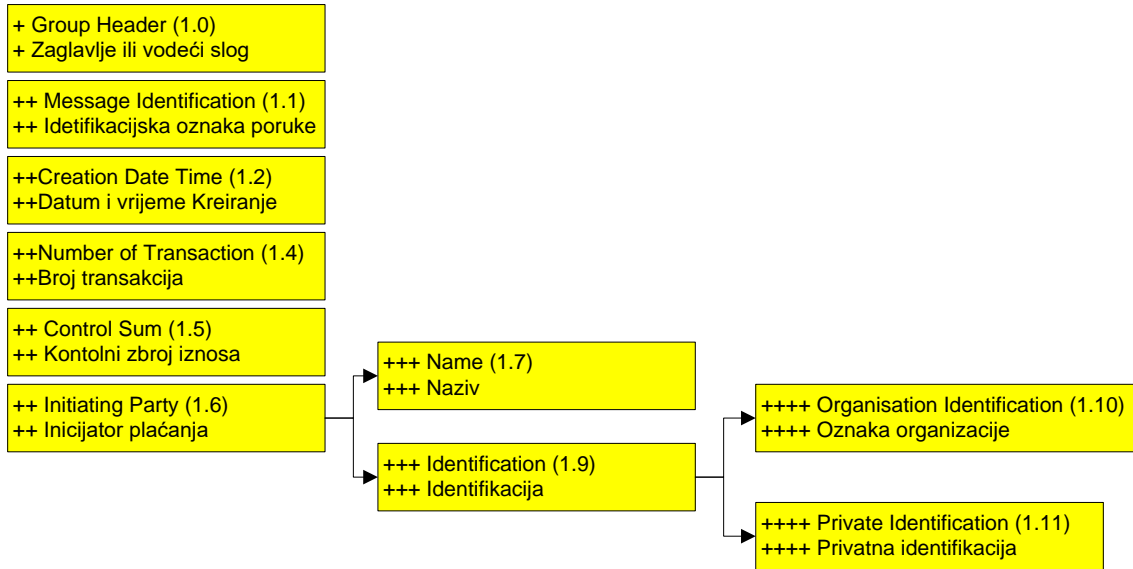 + Group Header (1.0)
+ Zaglavlje ili vodeći slog
++ Message Identification (1.1)
++ Idetifikacijska oznaka poruke
++Creation Date Time (1.2)
++Datum i vrijeme Kreiranje
++Number of Transaction (1.4)
++Broj transakcija
++ Control Sum (1.5)
++ Kontolni zbroj iznosa
++ Initiating Party (1.6)
++ Inicijator plaćanja
+++ Name (1.7)
+++ Naziv
+++ Identification (1.9)
+++ Identifikacija
++++ Organisation Identification (1.10)
++++ Oznaka organizacije
++++ Private Identification (1.11)
++++ Privatna identifikacija